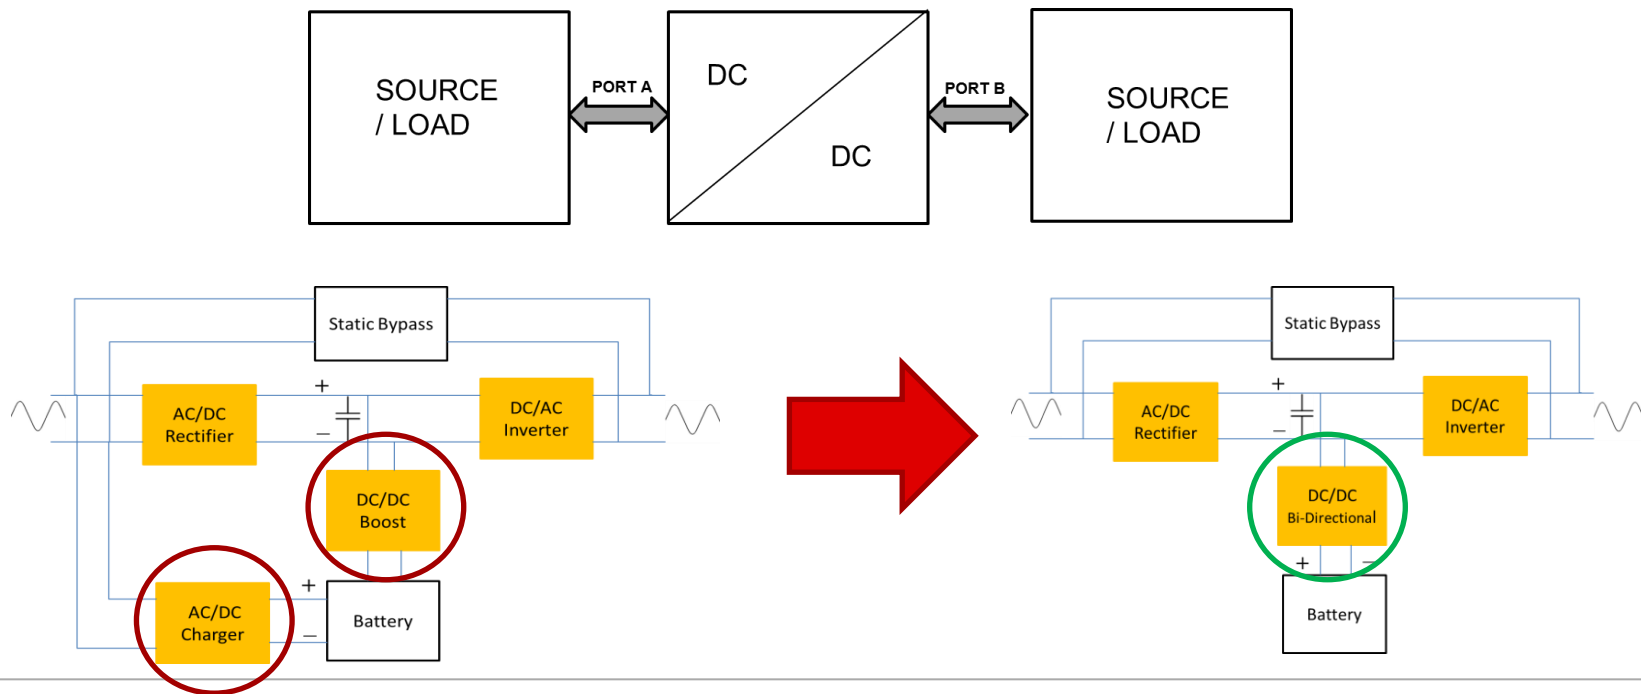 SOURCE
/ LOAD
PORT A
DC
DC
PORT B
SOURCE
/ LOAD
Static Bypass
+
AC/DC
Rectifier
–
DC/AC
Inverter
DC/DC
Boost
AC/DC
Charger
+
–
Battery
Static Bypass
+
AC/DC
Rectifier
–
DC/AC
Inverter
DC/DC
Bi-Directional
+
–
Battery